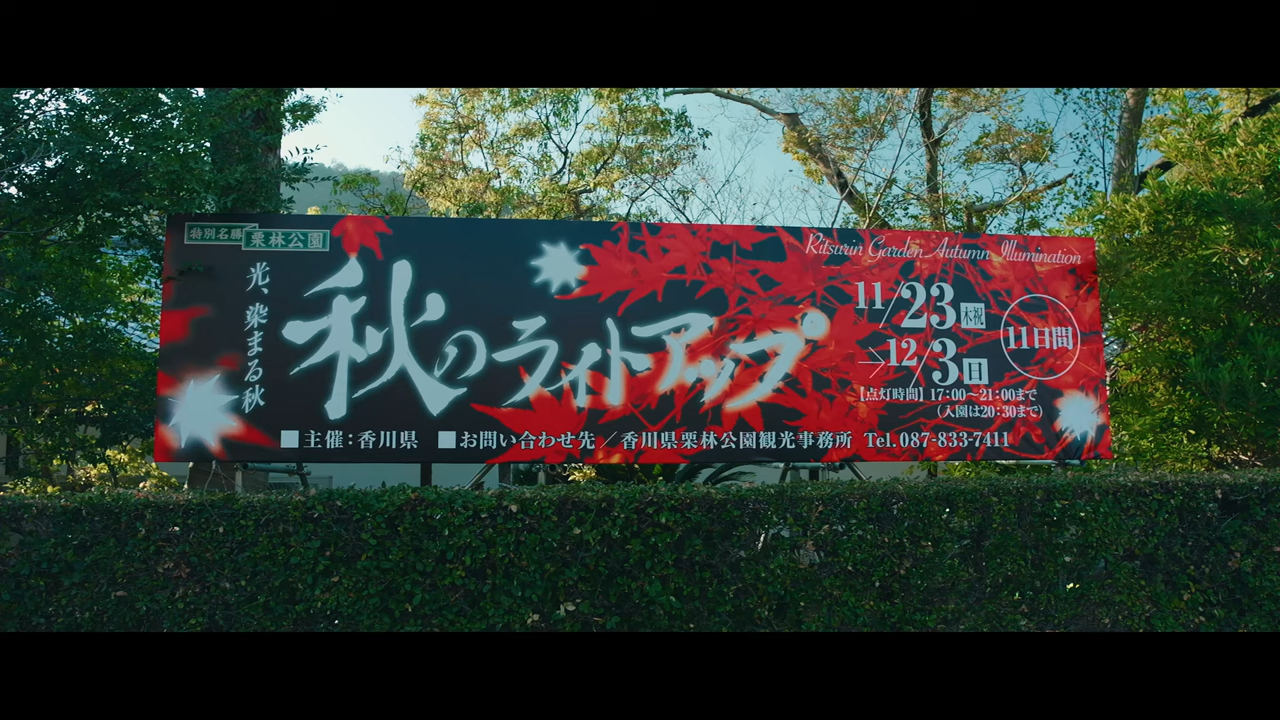 特別名勝
栗林公園
光、染まる秋
秋のライトアップ
Ritsurin Garden Autumn Illumination
11/23 木祝
→12/3 日
11日間
【点灯時間】17:00〜21:00まで
(入園は20:30まで)
■主催:香川県 ■お問い合わせ先／香川県栗林公園観光事務所 Tel.087-833-7411